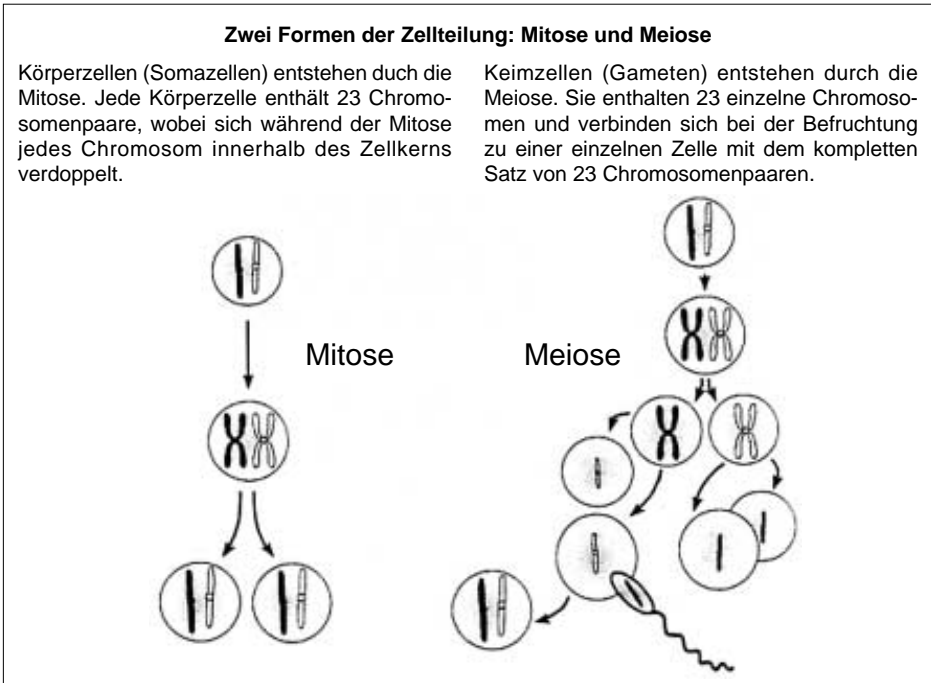 Zwei Formen der Zellteilung: Mitose und Meiose
Körperzellen (Somazellen) entstehen duch die
Mitose. Jede Körperzelle enthält 23 Chromo-
somenpaare, wobei sich während der Mitose
jedes Chromosom innerhalb des Zellkerns
verdoppelt.
Keimzellen (Gameten) entstehen durch die
Meiose. Sie enthalten 23 einzelne Chromoso-
men und verbinden sich bei der Befruchtung
zu einer einzelnen Zelle mit dem kompletten
Satz von 23 Chromosomenpaaren.
Mitose
Meiose